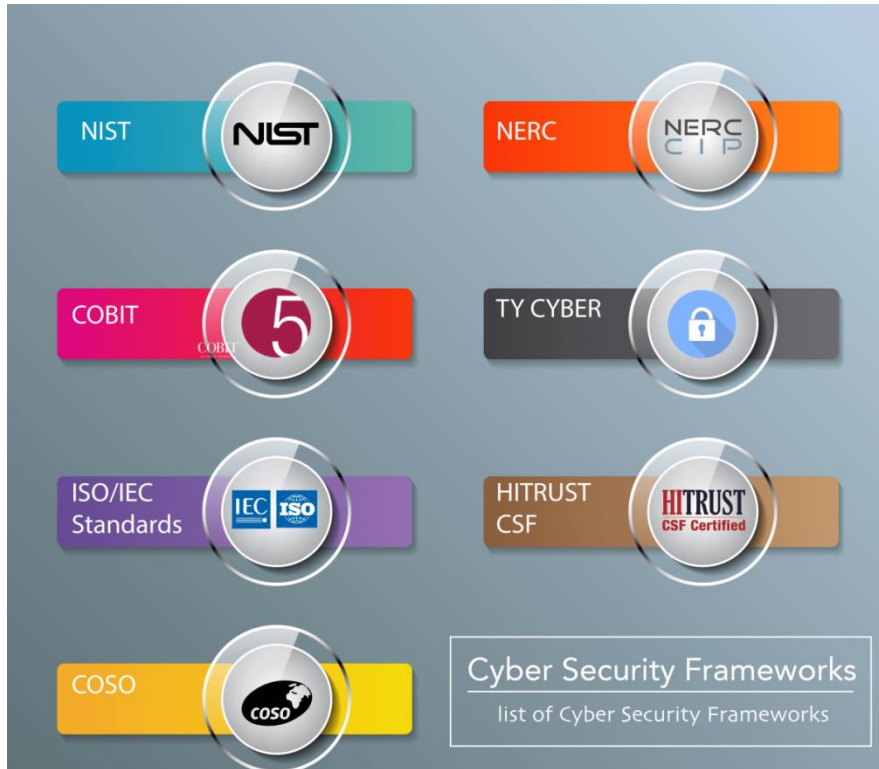 NIST
NIST
NERC
NERC
CIP
COBIT
COBIT
5
TY CYBER
ISO/IEC
Standards
IEC ISO
HITRUST
CSF
HITRUST
CSF Certified
COSO
COSO
Cyber Security Frameworks
list of Cyber Security Frameworks